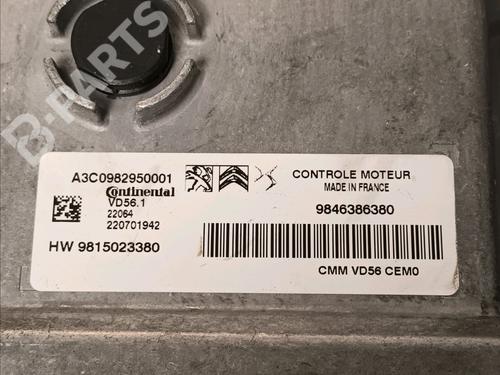 B-PARTS
A3C0982950001
Continental
VD56.1
22064
220701942
HW 9815023380
CONTROLE MOTEUR
MADE IN FRANCE
9846386380
CMM VD56 CEM0